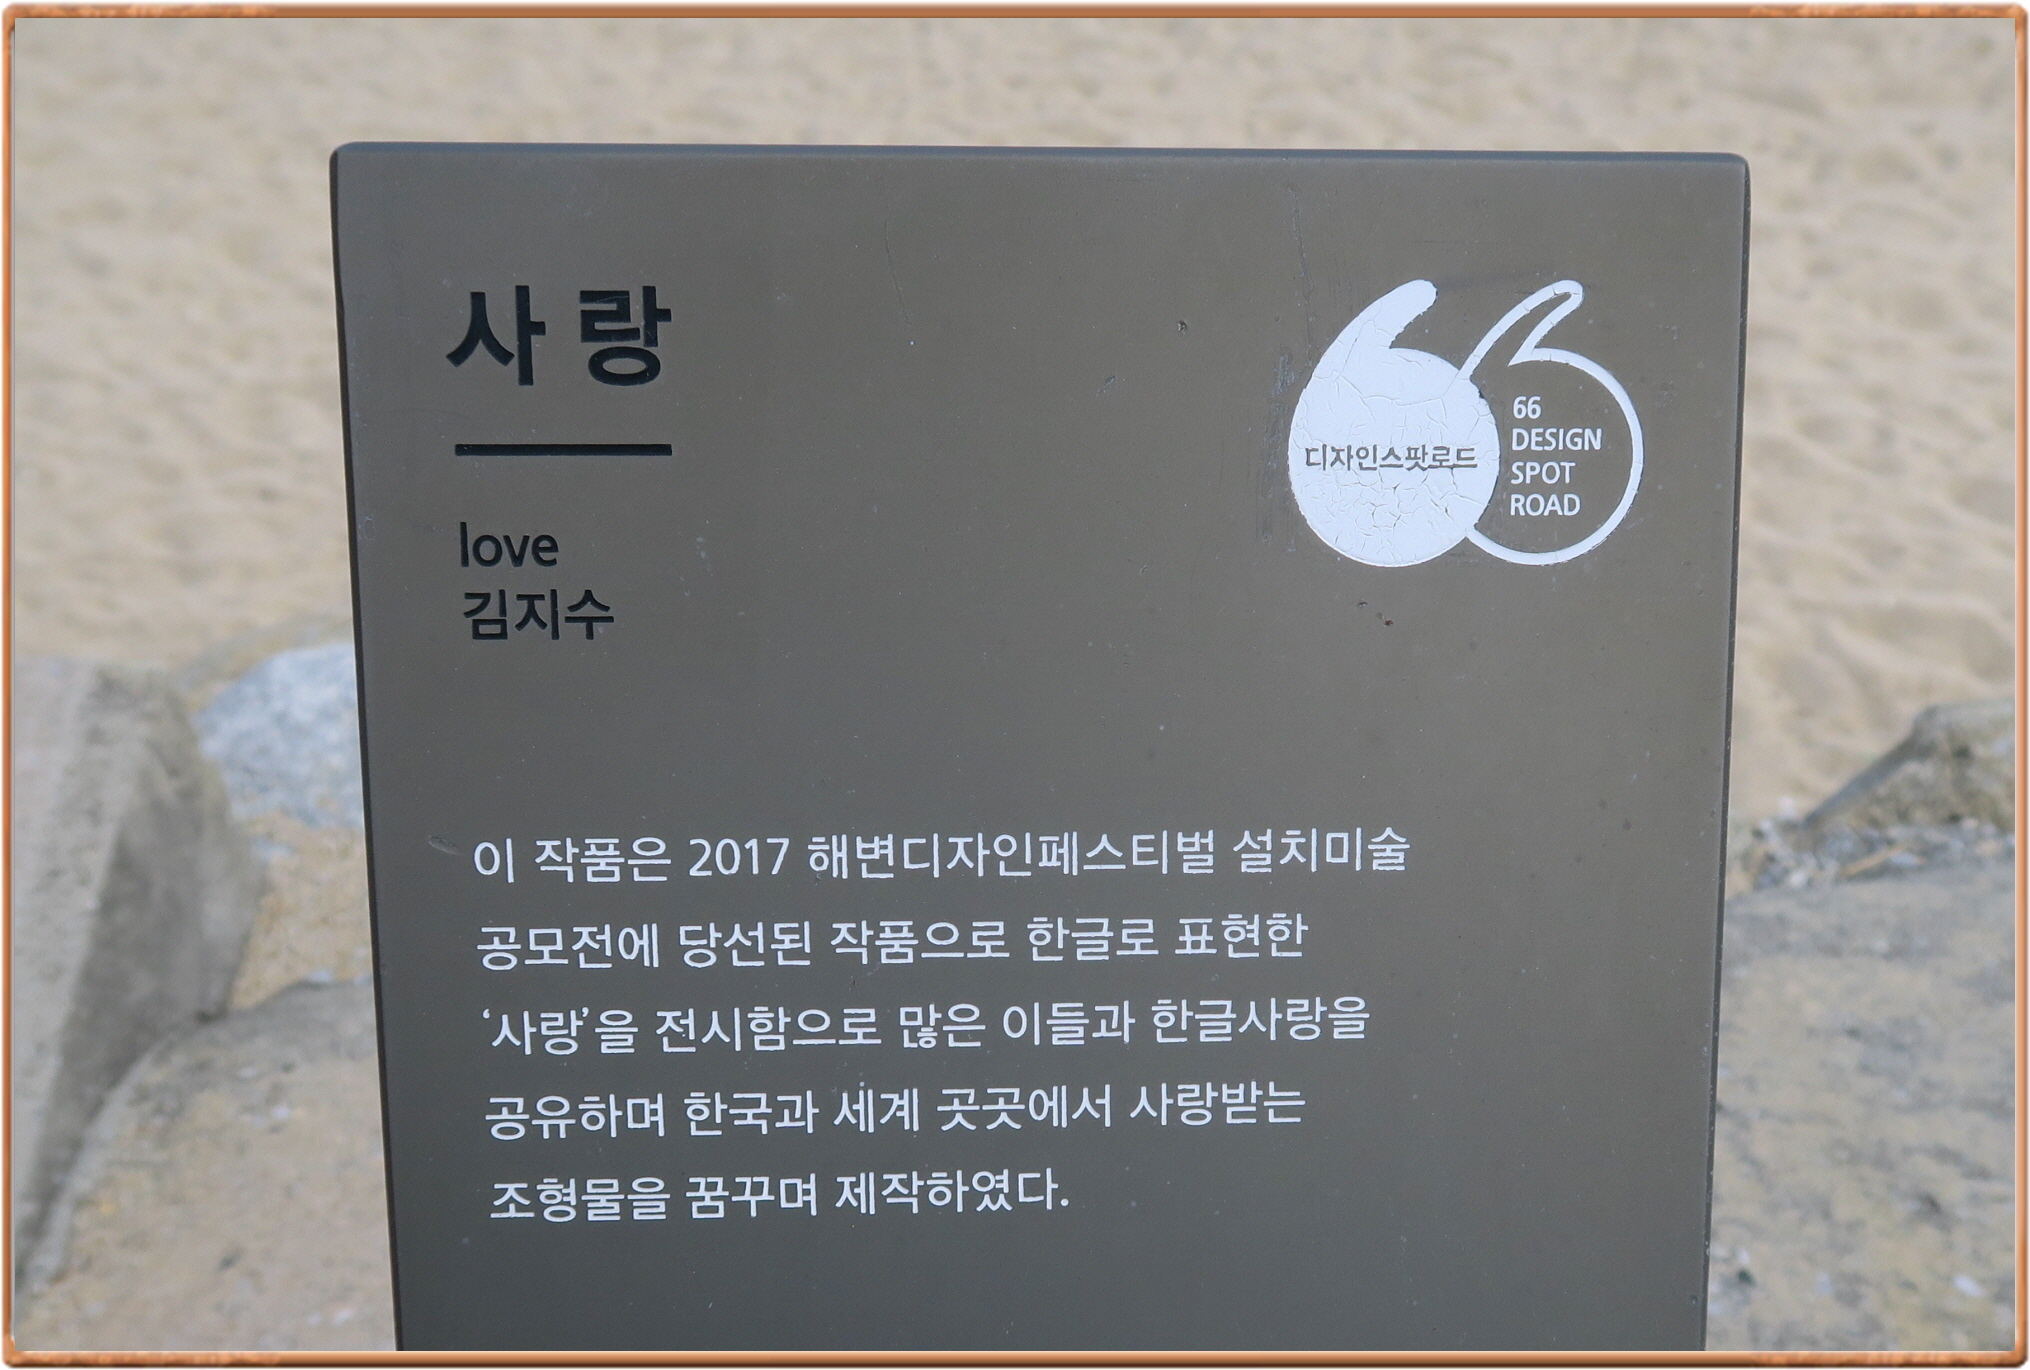 사랑
love
김지수
디자인스팟로드
66
DESIGN
SPOT
ROAD
이 작품은 2017 해변디자인페스티벌 설치미술
공모전에 당선된 작품으로 한글로 표현한
‘사랑’을 전시함으로 많은 이들과 한글사랑을
공유하며 한국과 세계 곳곳에서 사랑받는
조형물을 꿈꾸며 제작하였다.